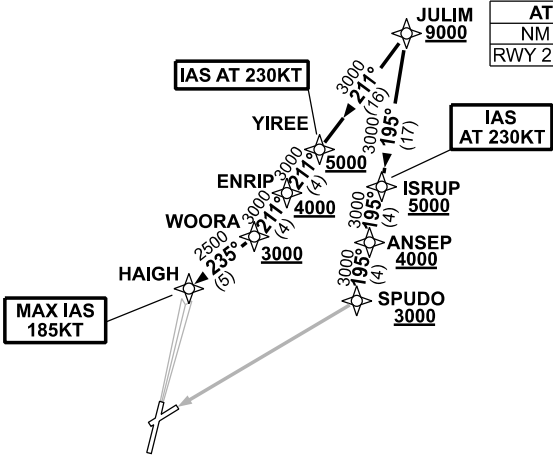 JULIM
9000
AT
NM
RWY 2
IAS AT 230KT
3000
211°
(16)
3000
195°
(17)
YIREE
5000
IAS
AT 230KT
3000
211°
(4)
ENRIP
4000
ISRUP
5000
3000
211°
(4)
3000
195°
(4)
WOORA
3000
ANSEP
4000
2500
235°
(5)
3000
195°
(4)
HAIGH
SPUDO
3000
MAX IAS
185KT